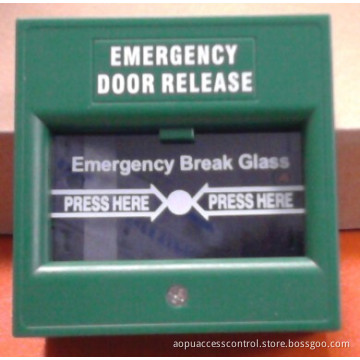 EMERGENCY
DOOR RELEASE
Emergency Break Glass
PRESS HERE PRESS HERE
aopuaccesscontrol.store.bossgoo.com